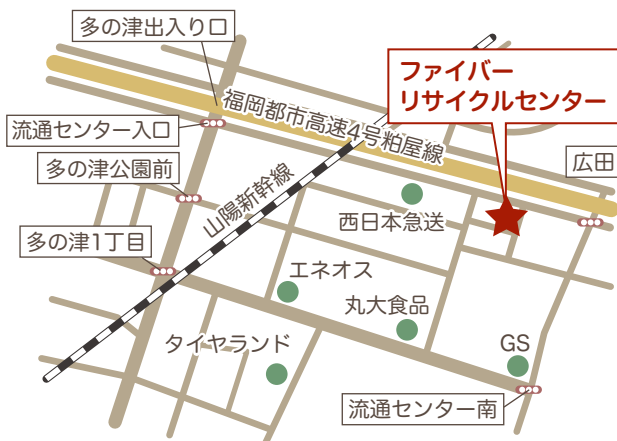 多の津出入り口
ファイバー
リサイクルセンター
福岡都市高速4号粕屋線
流通センター入口
広田
多の津公園前
山陽新幹線
西日本急送
多の津1丁目
エネオス
丸大食品
タイヤランド
GS
流通センター南